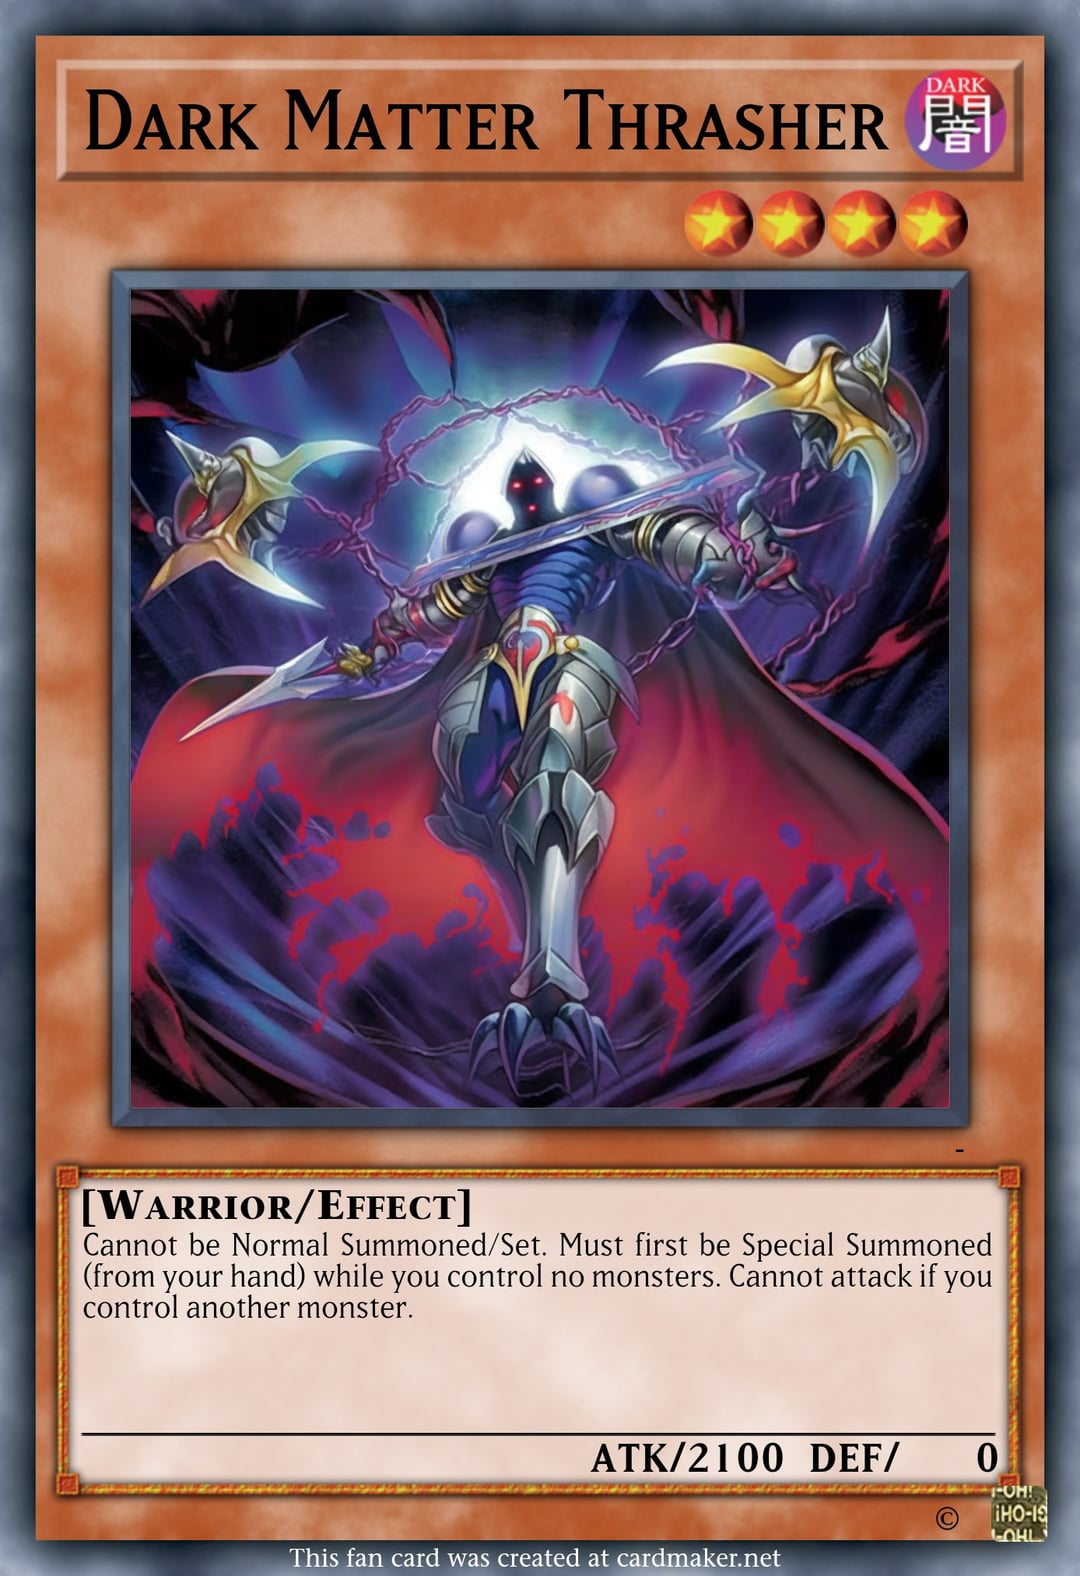 Dark Matter Thrasher
DARK
闇
-
[Warrior/Effect]
Cannot be Normal Summoned/Set. Must first be Special Summoned
(from your hand) while you control no monsters. Cannot attack if you
control another monster.
ATK/2100 DEF/ 0
©
This fan card was created at cardmaker.net